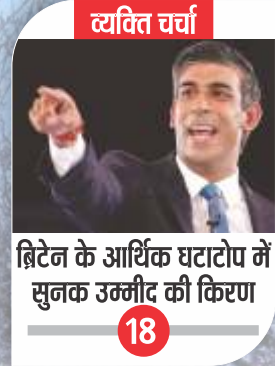 व्यक्ति चर्चा
ब्रिटेन के आर्थिक घटाटोप में
सुनक उम्मीद की किरण
18